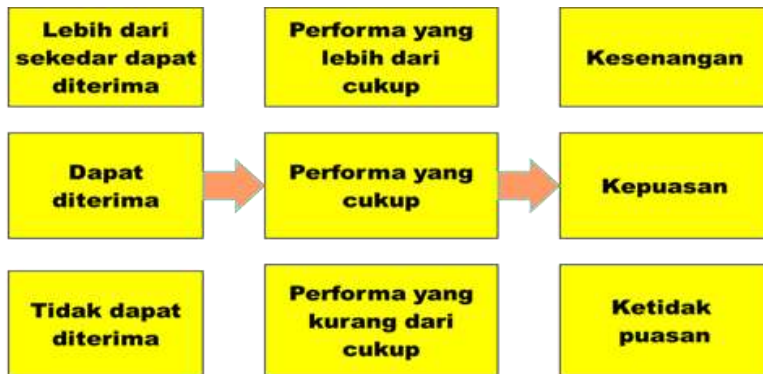 Lebih dari
sekedar dapat
diterima
Performa yang
lebih dari
cukup
Kesenangan
Dapat
diterima
Performa yang
cukup
Kepuasan
Tidak dapat
diterima
Performa yang
kurang dari
cukup
Ketidak
puasan